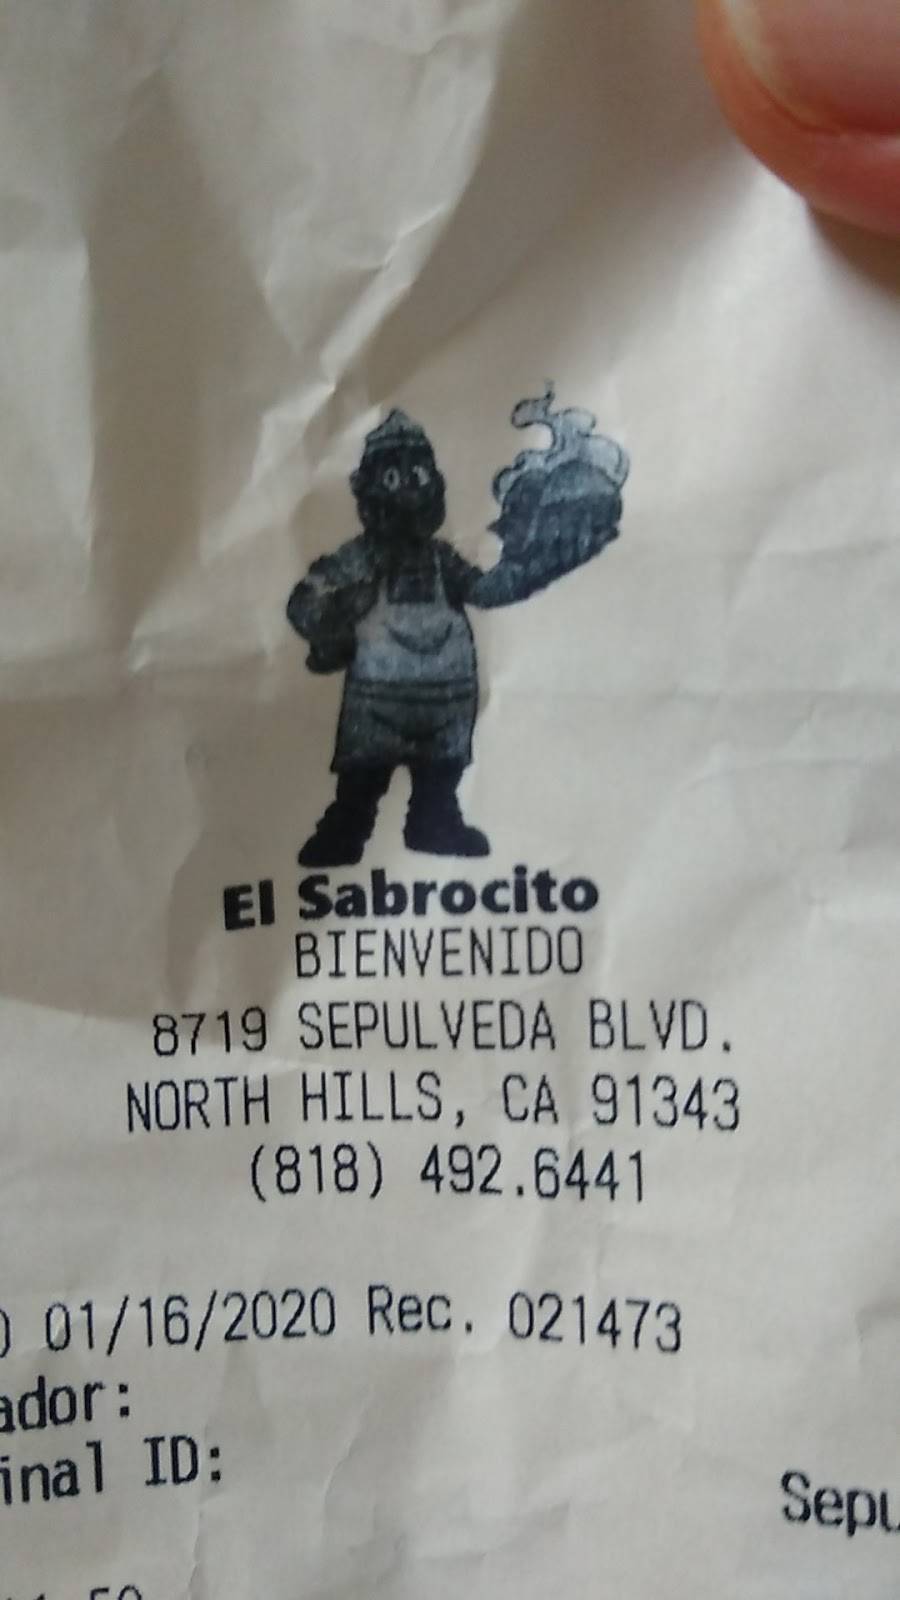 El Sabrocito
BIENVENIDO
8719 SEPULVEDA BLVD.
NORTH HILLS, CA 91343
(818) 492.6441
01/16/2020 Rec. 021473
ador:
inal ID:
Sepu